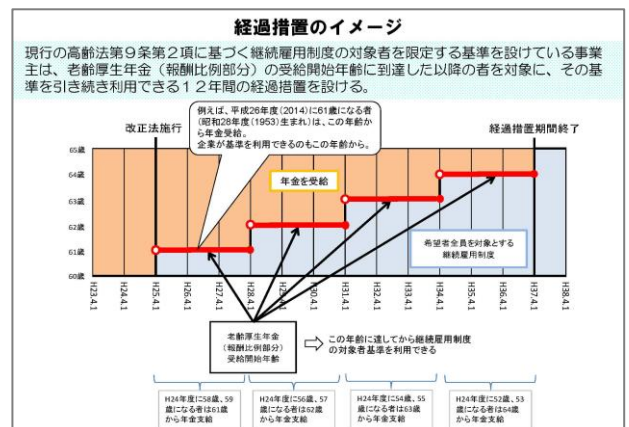 経過措置のイメージ
現行の高齢法第９条第２項に基づく継続雇用制度の対象者を限定する基準を設けている事業
主は、老齢厚生年金（報酬比例部分）の受給開始年齢に到達した以降の者を対象に、その基
準を引き続き利用できる１２年間の経過措置を設ける。
例えば、平成26年度（2014）に61歳になる者
（昭和28年度（1953）生まれ）は、この年齢か
ら年金受給。
企業が基準を利用できるのもこの年齢から。
改正法施行
経過措置期間終了
65歳
64歳
63歳
62歳
61歳
60歳
年金を受給
希望者全員を対象とする
継続雇用制度
H23.4.1
H24.4.1
H25.4.1
H26.4.1
H27.4.1
H28.4.1
H29.4.1
H30.4.1
H31.4.1
H32.4.1
H33.4.1
H34.4.1
H35.4.1
H36.4.1
H37.4.1
H38.4.1
老齢厚生年金
（報酬比例部分）
受給開始年齢
この年齢に達してから継続雇用制度
の対象者基準を利用できる
H24年度に58歳、59
歳になる者は61歳
から年金支給
H24年度に56歳、57
歳になる者は62歳
から年金支給
H24年度に54歳、55
歳になる者は63歳
から年金支給
H24年度に52歳、53
歳になる者は64歳
から年金支給